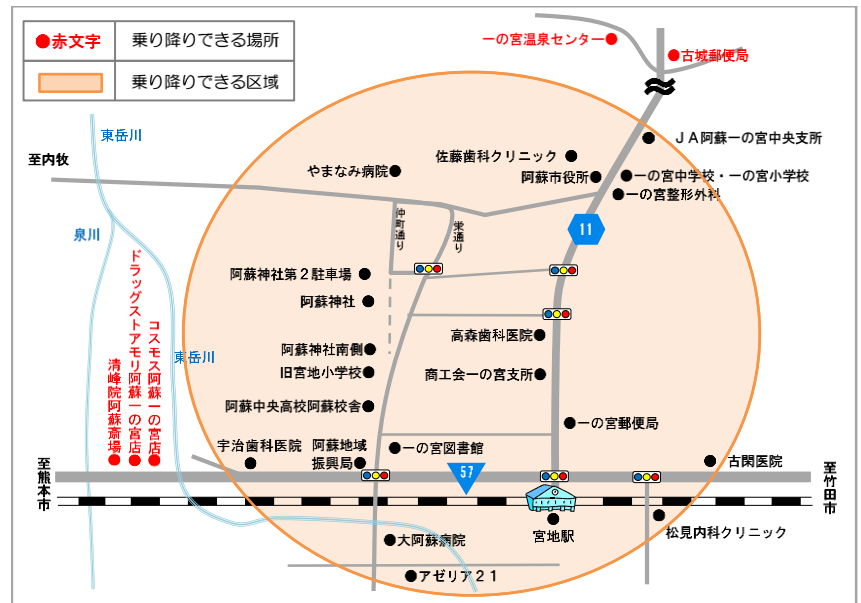 ●赤文字 乗り降りできる場所
乗り降りできる区域
一の宮温泉センター
古城郵便局
東岳川
ＪＡ阿蘇一の宮中央支所
至内牧
佐藤歯科クリニック
やまなみ病院
阿蘇市役所
一の宮中学校・一の宮小学校
一の宮整形外科
仲町通り
栄通り
11
泉川
阿蘇神社第２駐車場
阿蘇神社
高森歯科医院
阿蘇神社南側
東岳川
旧宮地小学校
商工会一の宮支所
阿蘇中央高校阿蘇校舎
一の宮郵便局
清峰院阿蘇斎場
ドラッグストアモリ阿蘇一の宮店
コスモス阿蘇一の宮店
宇治歯科医院
阿蘇地域
振興局
一の宮図書館
古閑医院
至熊本市
57
至竹田市
宮地駅
松見内科クリニック
大阿蘇病院
アゼリア２１